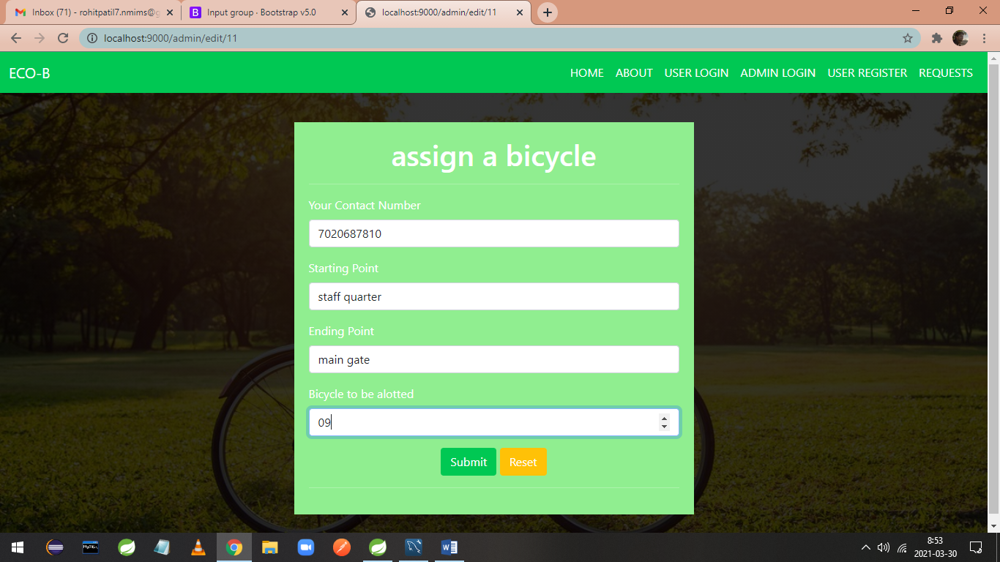 Inbox (71) - rohitpatil7.nmims@g
Input group · Bootstrap v5.0
localhost:9000/admin/edit/11
localhost:9000/admin/edit/11
ECO-B
HOME ABOUT USER LOGIN ADMIN LOGIN USER REGISTER REQUESTS
assign a bicycle
Your Contact Number
7020687810
Starting Point
staff quarter
Ending Point
main gate
Bicycle to be alotted
09
Submit Reset
8:53
2021-03-30